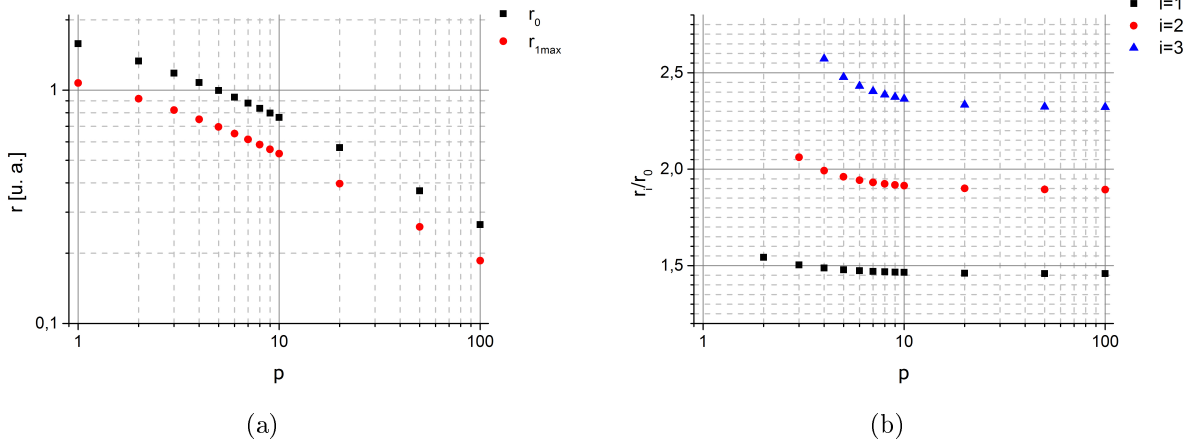 r0
r1max
1
0,1
r [u. a.]
1
10
100
p
(a)
i=1
i=2
i=3
2,5
2,0
1,5
ri/r0
1
10
100
p
(b)